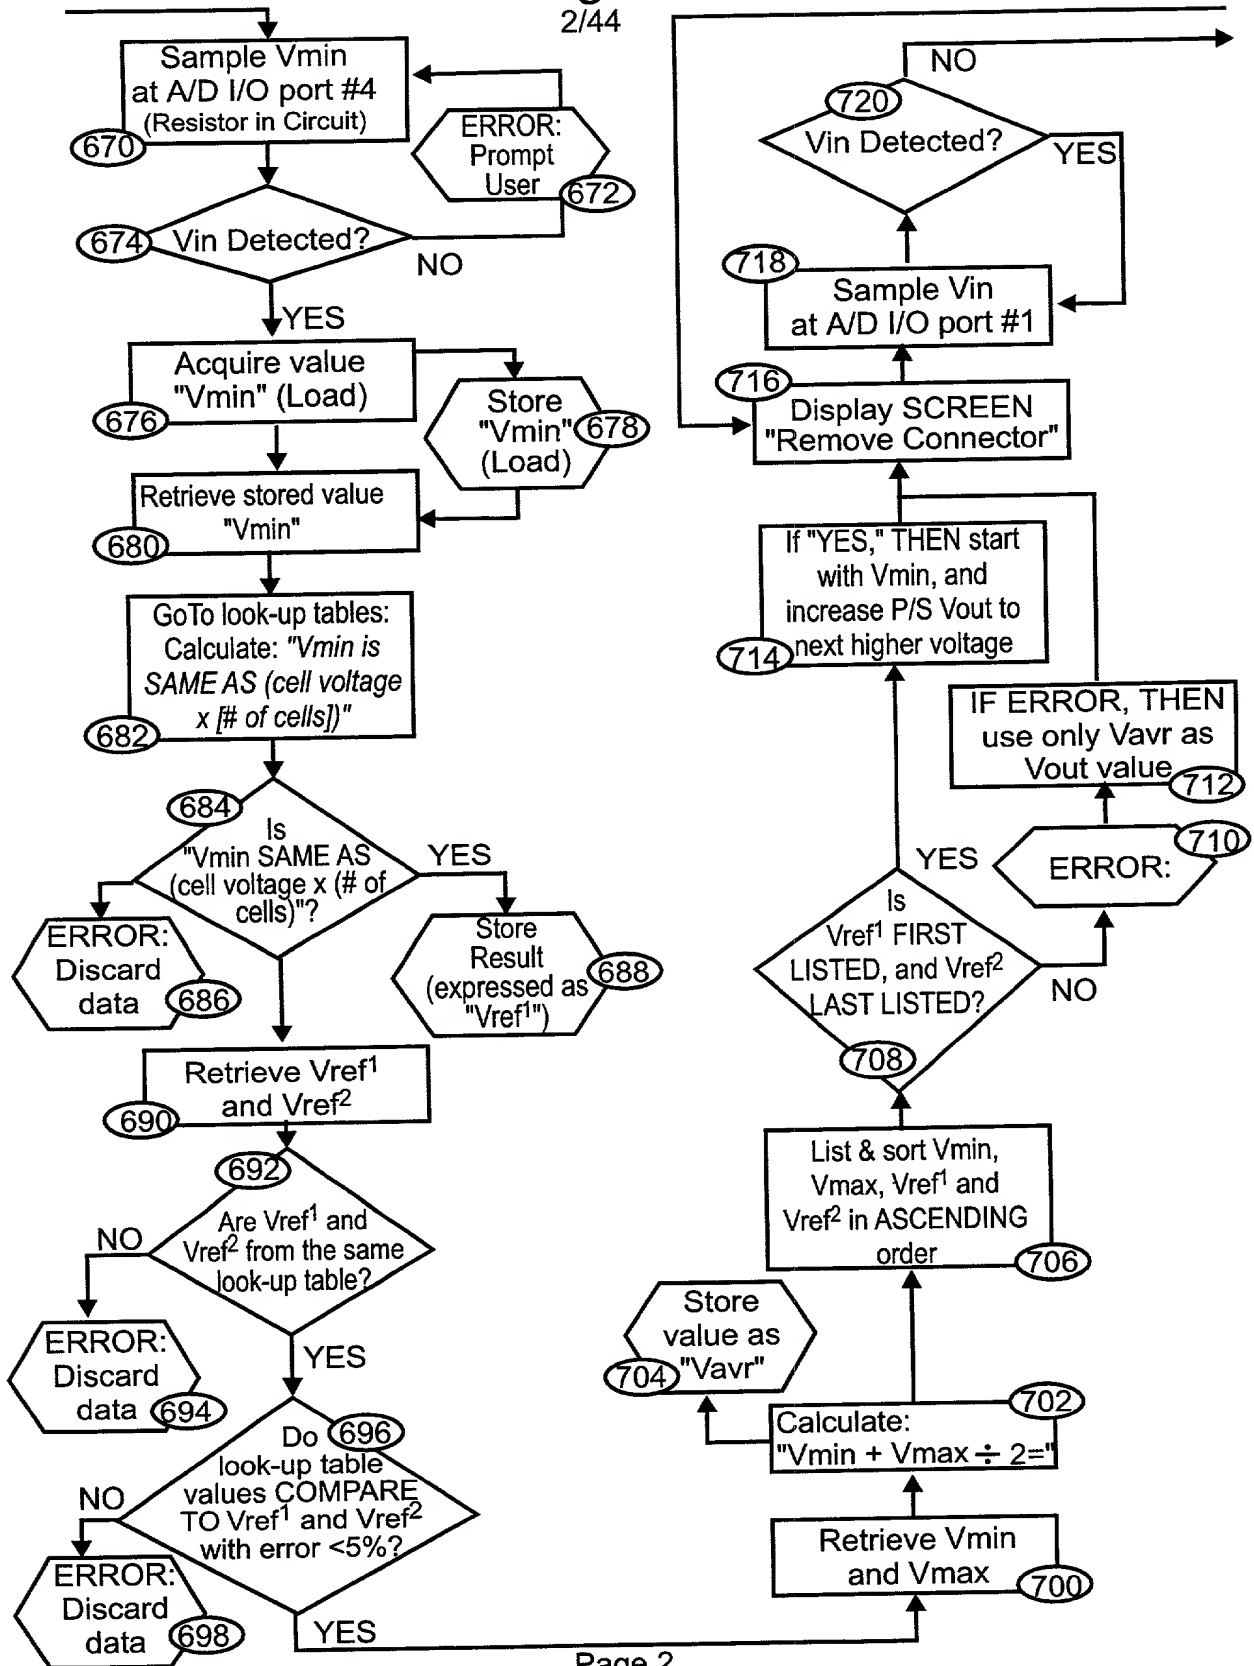 2/44
Sample Vmin
at A/D I/O port #4
(Resistor in Circuit)
670
ERROR:
Prompt
User
672
674
Vin Detected?
NO
YES
Acquire value
"Vmin" (Load)
676
Store
"Vmin"
(Load)
678
Retrieve stored value
"Vmin"
680
GoTo look-up tables:
Calculate: "Vmin is
SAME AS (cell voltage
x [# of cells])"
682
684
Is
"Vmin SAME AS
(cell voltage x (# of
cells)"?
YES
ERROR:
Discard
data
686
Store
Result
(expressed as
"Vref¹")
688
Retrieve Vref¹
and Vref²
690
692
Are Vref¹ and
Vref² from the same
look-up table?
NO
YES
ERROR:
Discard
data
694
696
Do
look-up table
values COMPARE
TO Vref¹ and Vref²
with error <5%?
NO
ERROR:
Discard
data
698
YES
NO
720
Vin Detected?
YES
718
Sample Vin
at A/D I/O port #1
716
Display SCREEN
"Remove Connector"
If "YES," THEN start
with Vmin, and
increase P/S Vout to
next higher voltage
714
IF ERROR, THEN
use only Vavr as
Vout value
712
710
ERROR:
YES
Is
Vref¹ FIRST
LISTED, and Vref²
LAST LISTED?
NO
708
List & sort Vmin,
Vmax, Vref¹ and
Vref² in ASCENDING
order
706
Store
value as
"Vavr"
704
702
Calculate:
"Vmin + Vmax ÷ 2="
Retrieve Vmin
and Vmax
700
Page 2